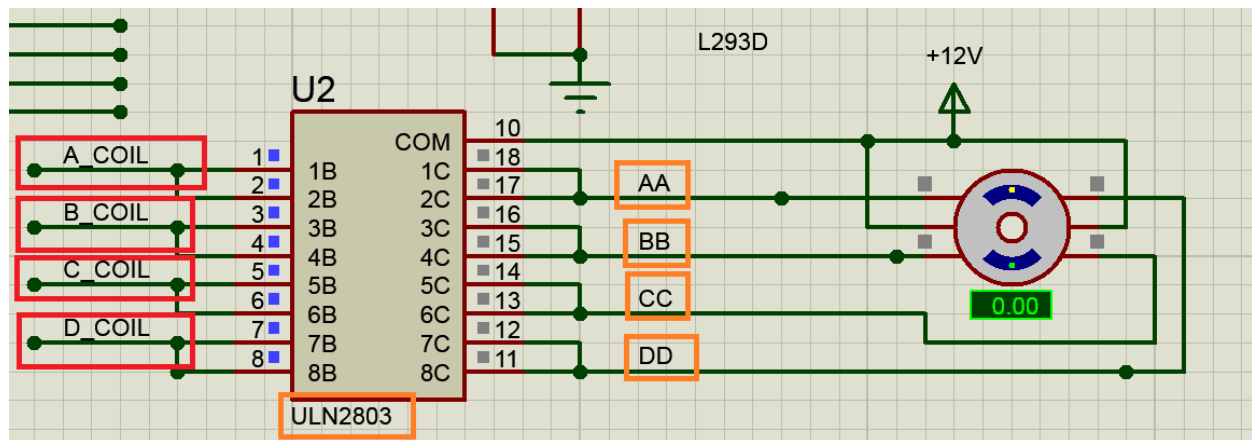 L293D
+12V
U2
A_COIL
B_COIL
C_COIL
D_COIL
1
2
3
4
5
6
7
8
1B
2B
3B
4B
5B
6B
7B
8B
COM
1C
2C
3C
4C
5C
6C
7C
8C
10
18
17
16
15
14
13
12
11
AA
BB
CC
DD
0.00
ULN2803